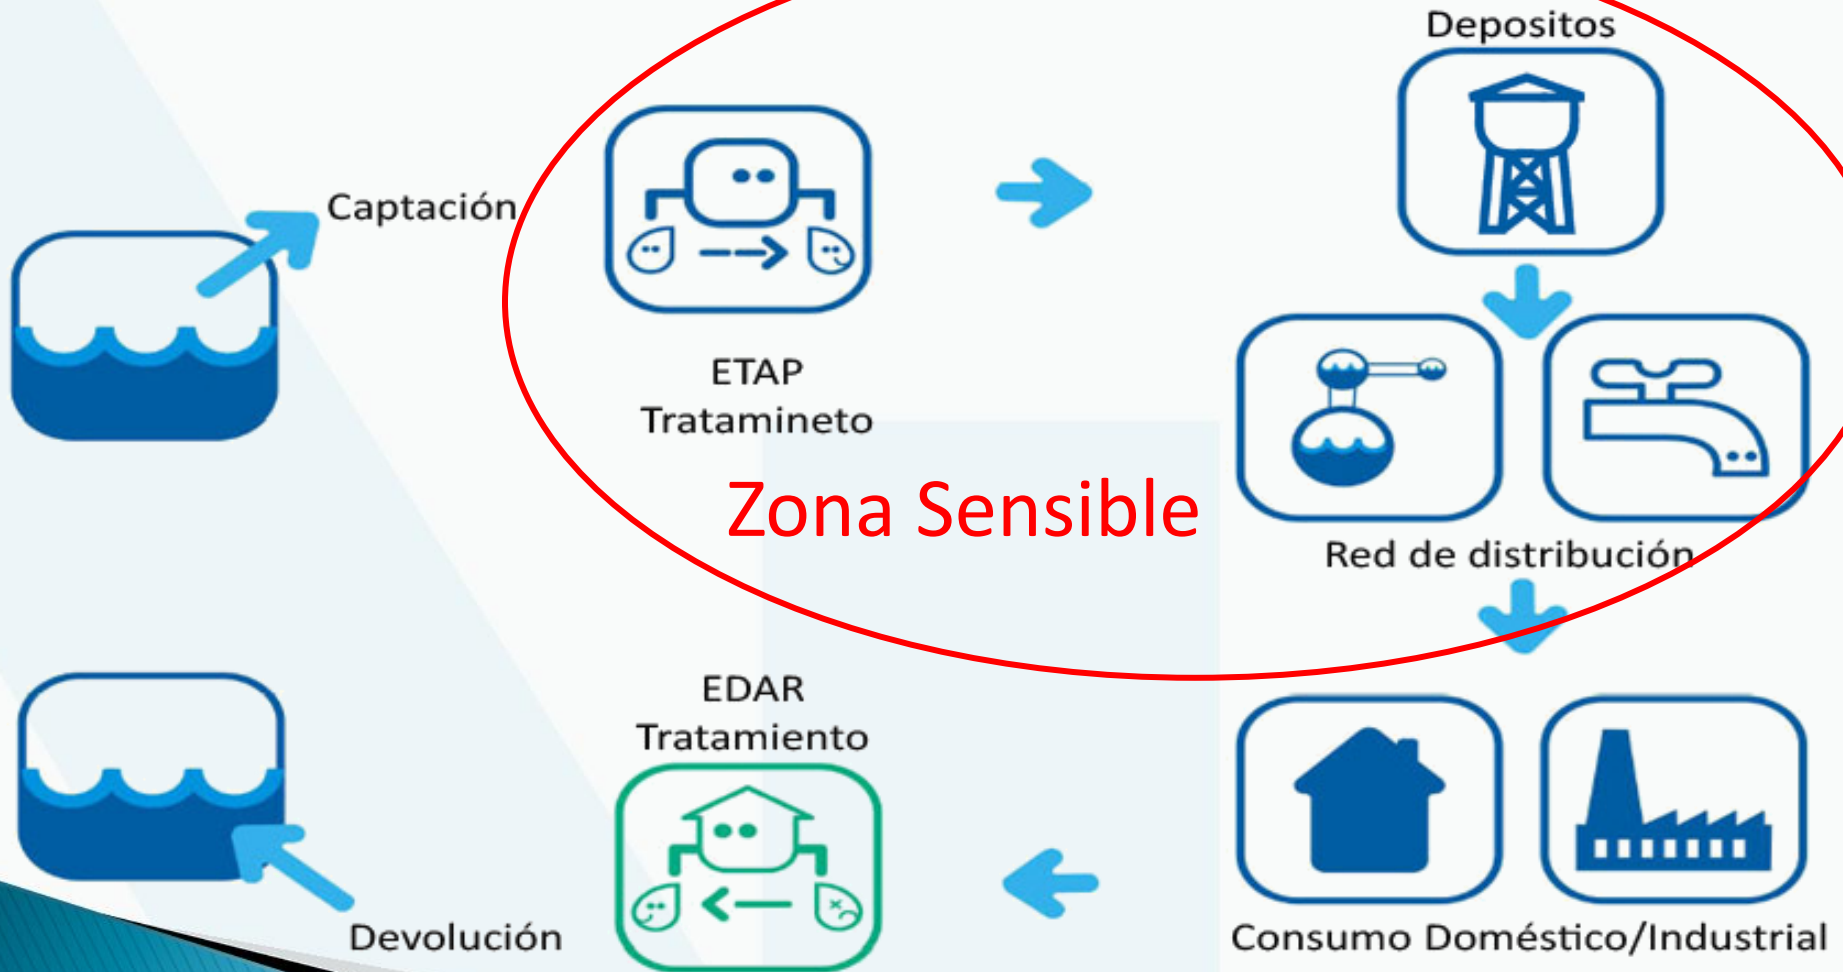 Depositos
Captación
ETAP
Tratamineto
Zona Sensible
Red de distribución
EDAR
Tratamiento
Devolución
Consumo Doméstico/Industrial